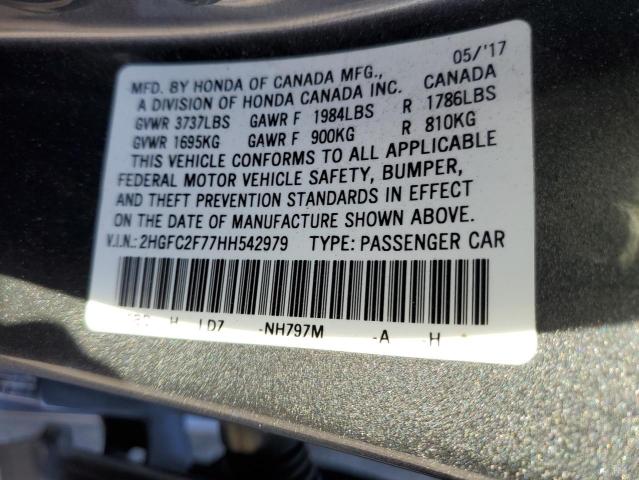 05/'17
MFD. BY HONDA OF CANADA MFG., CANADA
A DIVISION OF HONDA CANADA INC.
GVWR 3737LBS GAWR F 1984LBS R 1786LBS
GVWR 1695KG GAWR F 900KG R 810KG
THIS VEHICLE CONFORMS TO ALL APPLICABLE
FEDERAL MOTOR VEHICLE SAFETY, BUMPER,
AND THEFT PREVENTION STANDARDS IN EFFECT
ON THE DATE OF MANUFACTURE SHOWN ABOVE.
V.I.N.:2HGFC2F77HH542979 TYPE:PASSENGER CAR
H -NH797M -A -H